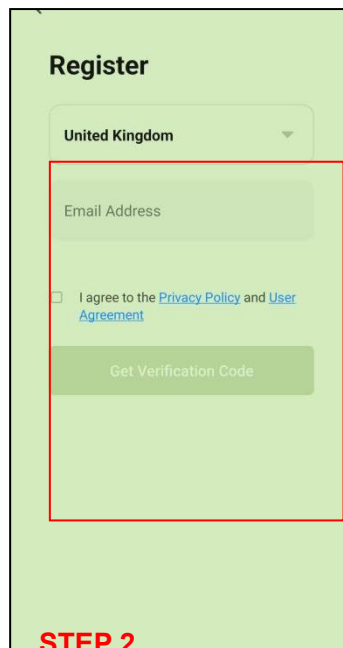 Register
United Kingdom
Email Address
I agree to the Privacy Policy and User
Agreement
Get Verification Code
STEP 2